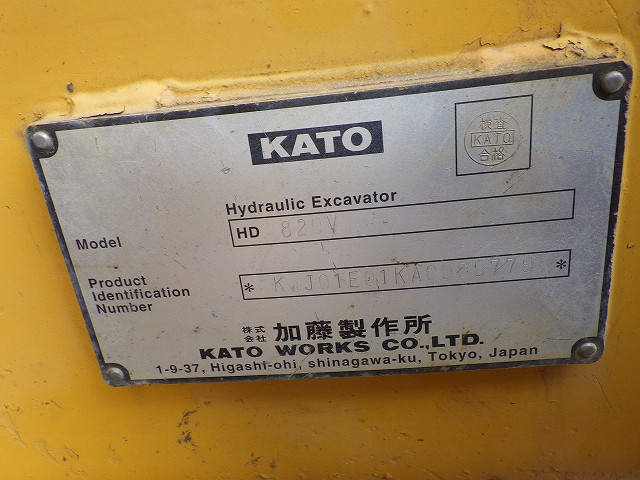 KATO
検査
KATO
合格
Hydraulic Excavator
Model
HD 820V
Product
Identification
Number
株式
会社
加藤製作所
KATO WORKS CO.,LTD.
1-9-37, Higashi-ohi, shinagawa-ku, Tokyo, Japan